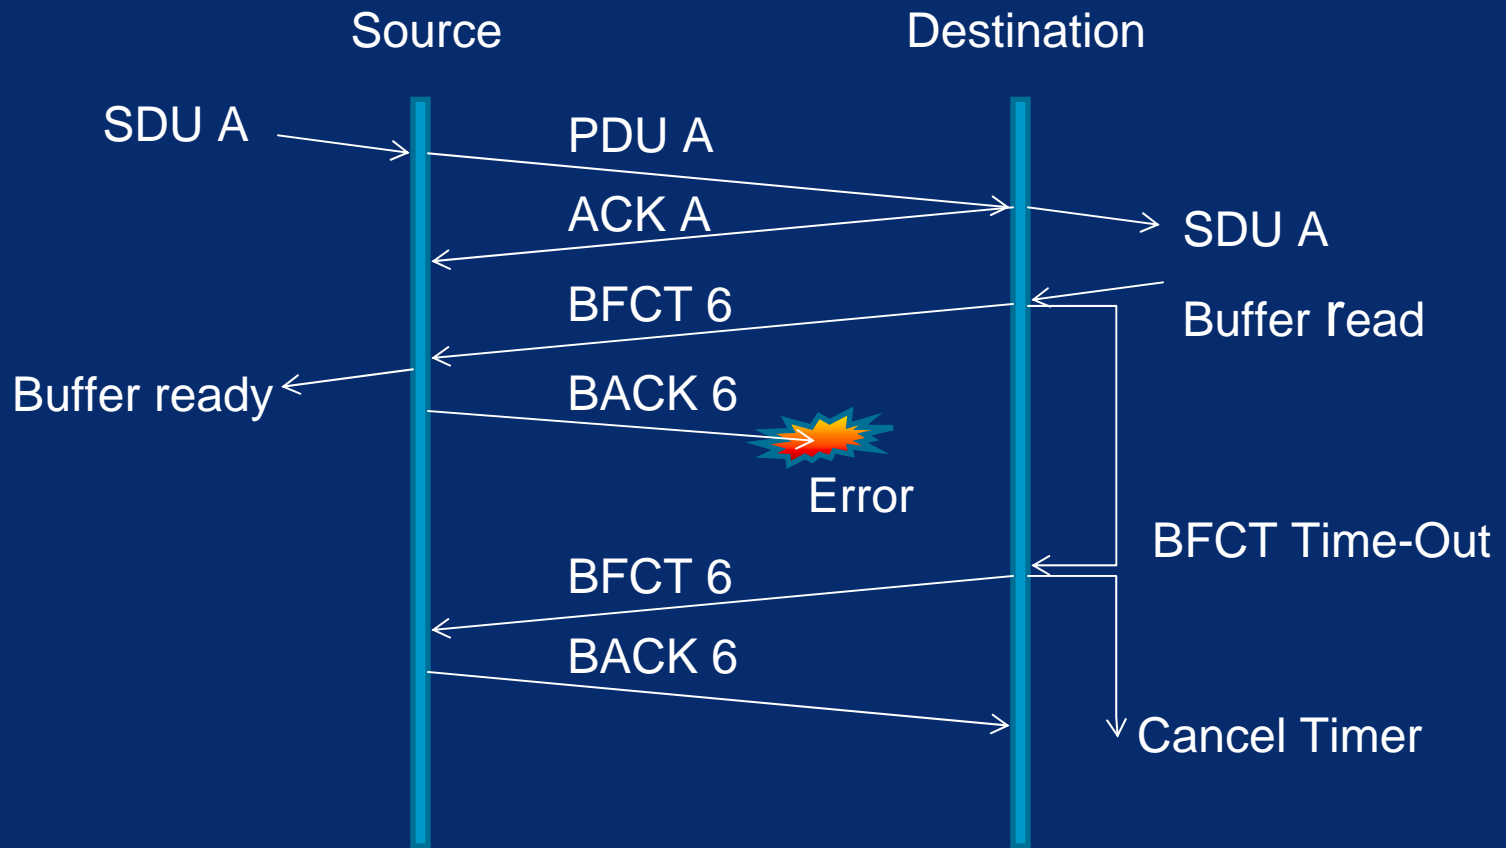 Source
Destination
SDU A
PDU A
ACK A
SDU A
BFCT 6
Buffer read
Buffer ready
BACK 6
Error
BFCT Time-Out
BFCT 6
BACK 6
Cancel Timer